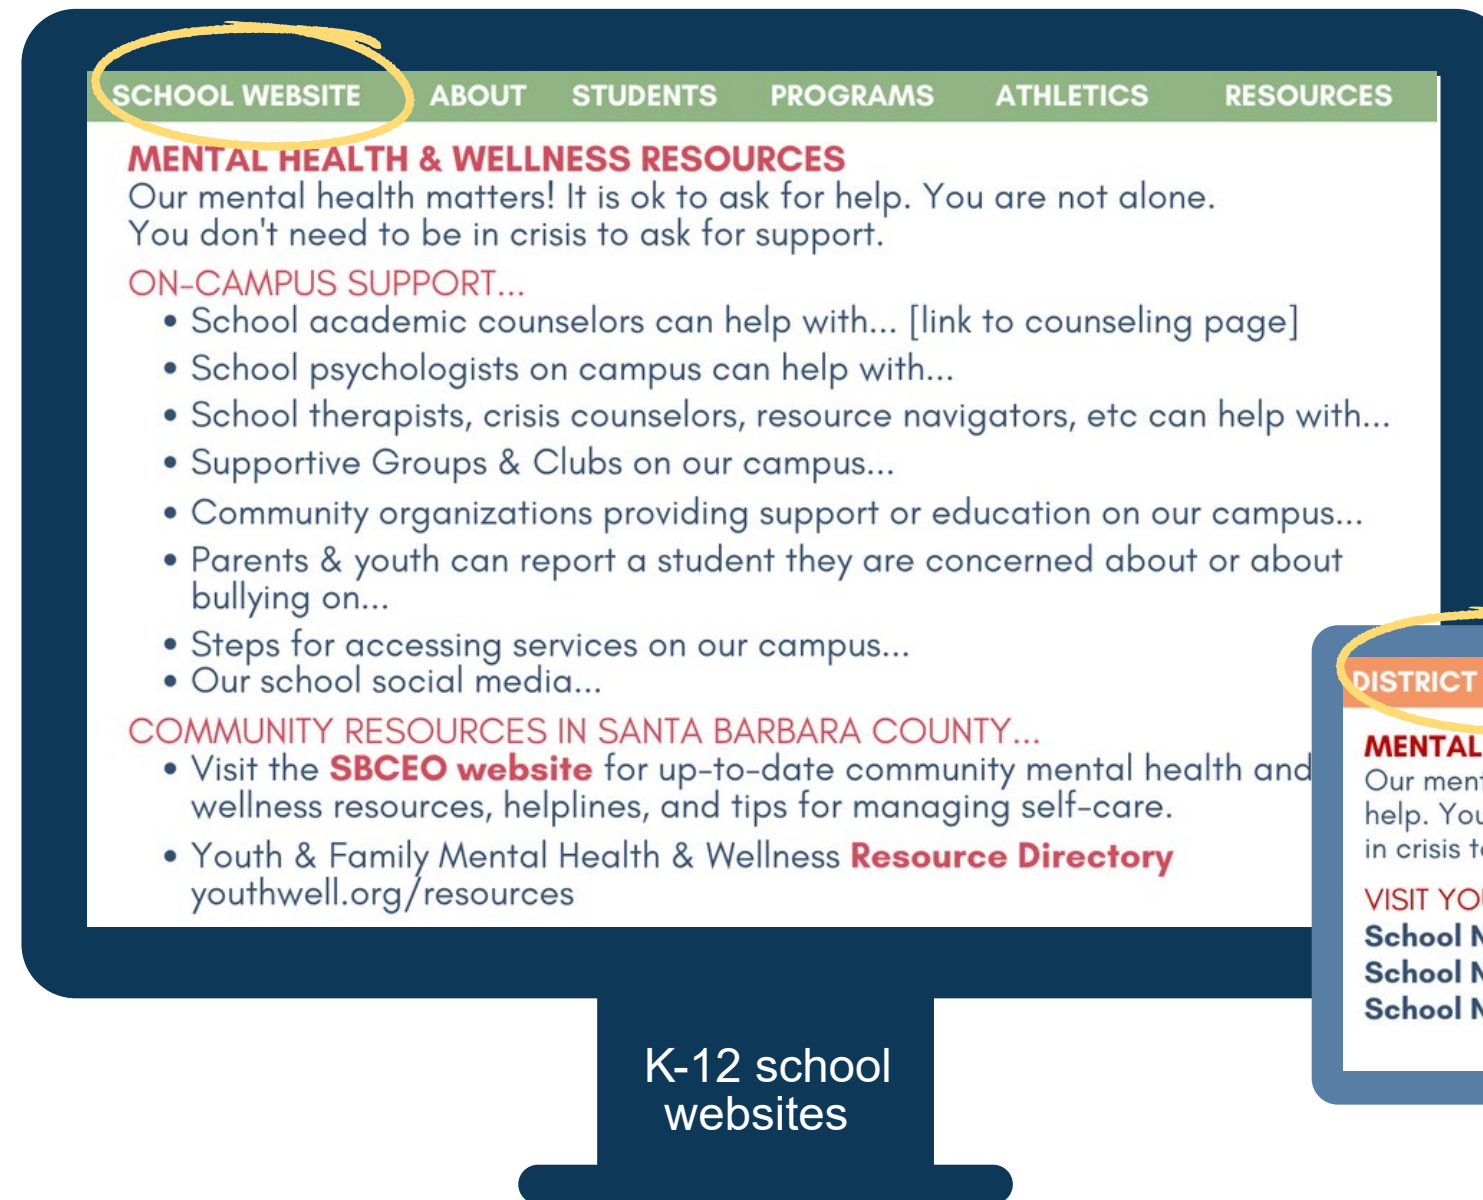 SCHOOL WEBSITE ABOUT STUDENTS PROGRAMS ATHLETICS RESOURCES
MENTAL HEALTH & WELLNESS RESOURCES
Our mental health matters! It is ok to ask for help. You are not alone.
You don't need to be in crisis to ask for support.
ON-CAMPUS SUPPORT...
• School academic counselors can help with... [link to counseling page]
• School psychologists on campus can help with...
• School therapists, crisis counselors, resource navigators, etc can help with...
• Supportive Groups & Clubs on our campus...
• Community organizations providing support or education on our campus...
• Parents & youth can report a student they are concerned about or about
bullying on...
• Steps for accessing services on our campus...
• Our school social media...
COMMUNITY RESOURCES IN SANTA BARBARA COUNTY...
• Visit the SBCEO website for up-to-date community mental health and
wellness resources, helplines, and tips for managing self-care.
• Youth & Family Mental Health & Wellness Resource Directory
youthwell.org/resources
K-12 school
websites
DISTRICT
MENTAL
Our
help.
in crisis
VISIT
School
School
School